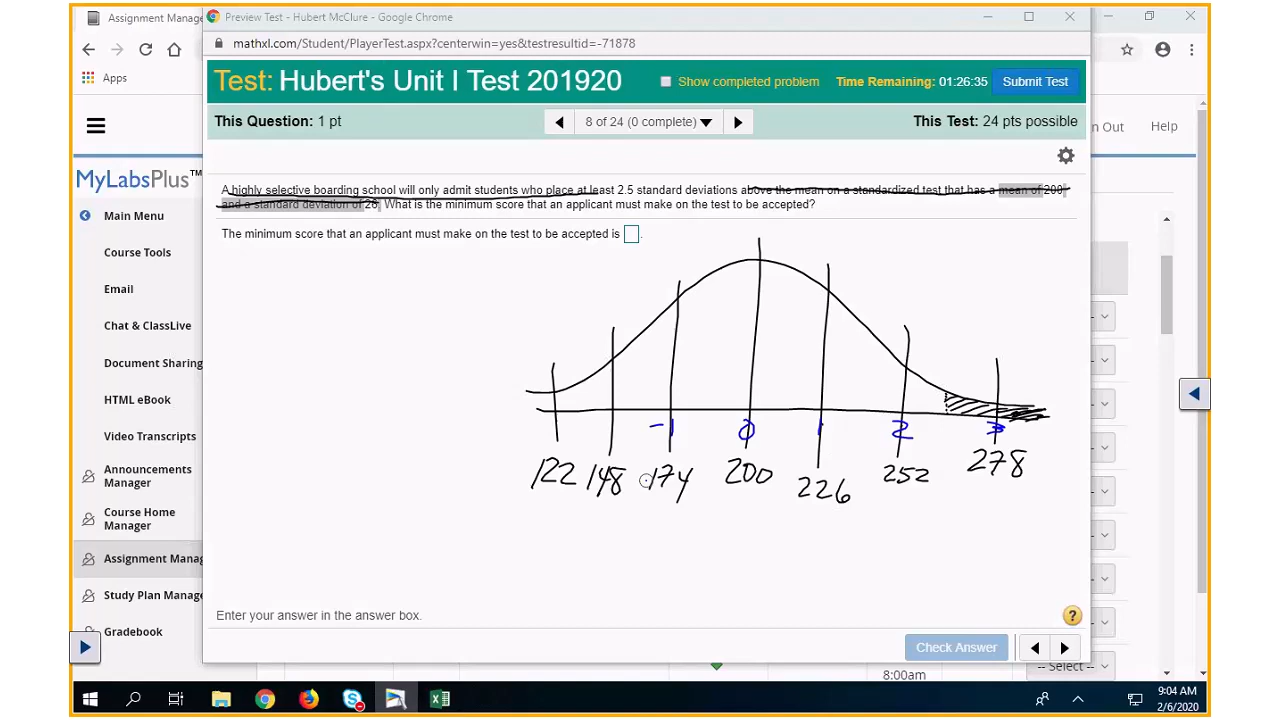 Assignment Manage
Preview Test - Hubert McClure - Google Chrome
mathxl.com/Student/PlayerTest.aspx?centerwin=yes&testresultid=-71878
Apps
Test: Hubert's Unit I Test 201920
Show completed problem
Time Remaining: 01:26:35
Submit Test
This Question: 1 pt
8 of 24 (0 complete)
This Test: 24 pts possible
n Out
Help
MyLabsPlus™
A highly selective boarding school will only admit students who place at least 2.5 standard deviations above the mean on a standardized test that has a mean of 200
and a standard deviation of 26. What is the minimum score that an applicant must make on the test to be accepted?
The minimum score that an applicant must make on the test to be accepted is .
Main Menu
Course Tools
Email
Chat & ClassLive
Document Sharing
HTML eBook
Video Transcripts
Announcements
Manager
Course Home
Manager
Assignment Manag
Study Plan Manage
Gradebook
-1 0 1 2 3
122 148 174 200 226 252 278
Enter your answer in the answer box.
?
Check Answer
-- Select --
8:00am
9:04 AM
2/6/2020